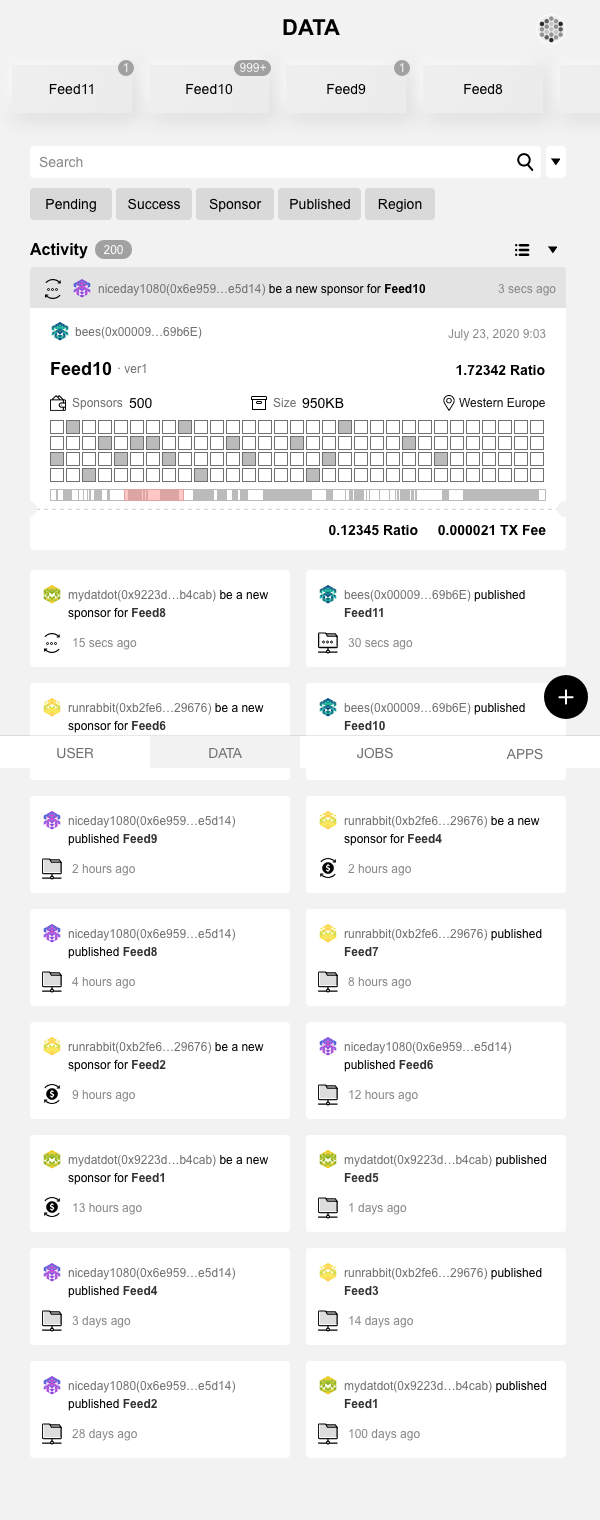 DATA
1
999+
1
Feed11
Feed10
Feed9
Feed8
Search
Pending
Success
Sponsor
Published
Region
Activity 200
niceday1080(0x6e959…e5d14) be a new sponsor for Feed10
3 secs ago
bees(0x00009…69b6E)
July 23, 2020 9:03
Feed10 · ver1
1.72342 Ratio
Sponsors 500
Size 950KB
Western Europe
0.12345 Ratio
0.000021 TX Fee
mydatdot(0x9223d…b4cab) be a new
sponsor for Feed8
15 secs ago
bees(0x00009…69b6E) published
Feed11
30 secs ago
runrabbit(0xb2fe6…29676) be a new
sponsor for Feed6
bees(0x00009…69b6E) published
Feed10
USER
DATA
JOBS
APPS
niceday1080(0x6e959…e5d14)
published Feed9
2 hours ago
runrabbit(0xb2fe6…29676) be a new
sponsor for Feed4
2 hours ago
niceday1080(0x6e959…e5d14)
published Feed8
4 hours ago
runrabbit(0xb2fe6…29676) published
Feed7
8 hours ago
runrabbit(0xb2fe6…29676) be a new
sponsor for Feed2
9 hours ago
niceday1080(0x6e959…e5d14)
published Feed6
12 hours ago
mydatdot(0x9223d…b4cab) be a new
sponsor for Feed1
13 hours ago
mydatdot(0x9223d…b4cab) published
Feed5
1 days ago
niceday1080(0x6e959…e5d14)
published Feed4
3 days ago
runrabbit(0xb2fe6…29676) published
Feed3
14 days ago
niceday1080(0x6e959…e5d14)
published Feed2
28 days ago
mydatdot(0x9223d…b4cab) published
Feed1
100 days ago